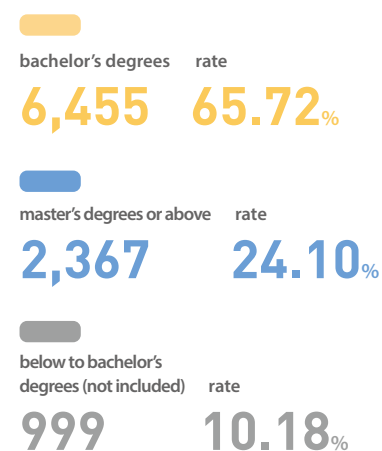 bachelor's degrees rate
6,455 65.72%
master's degrees or above rate
2,367 24.10%
below to bachelor's
degrees (not included) rate
999 10.18%